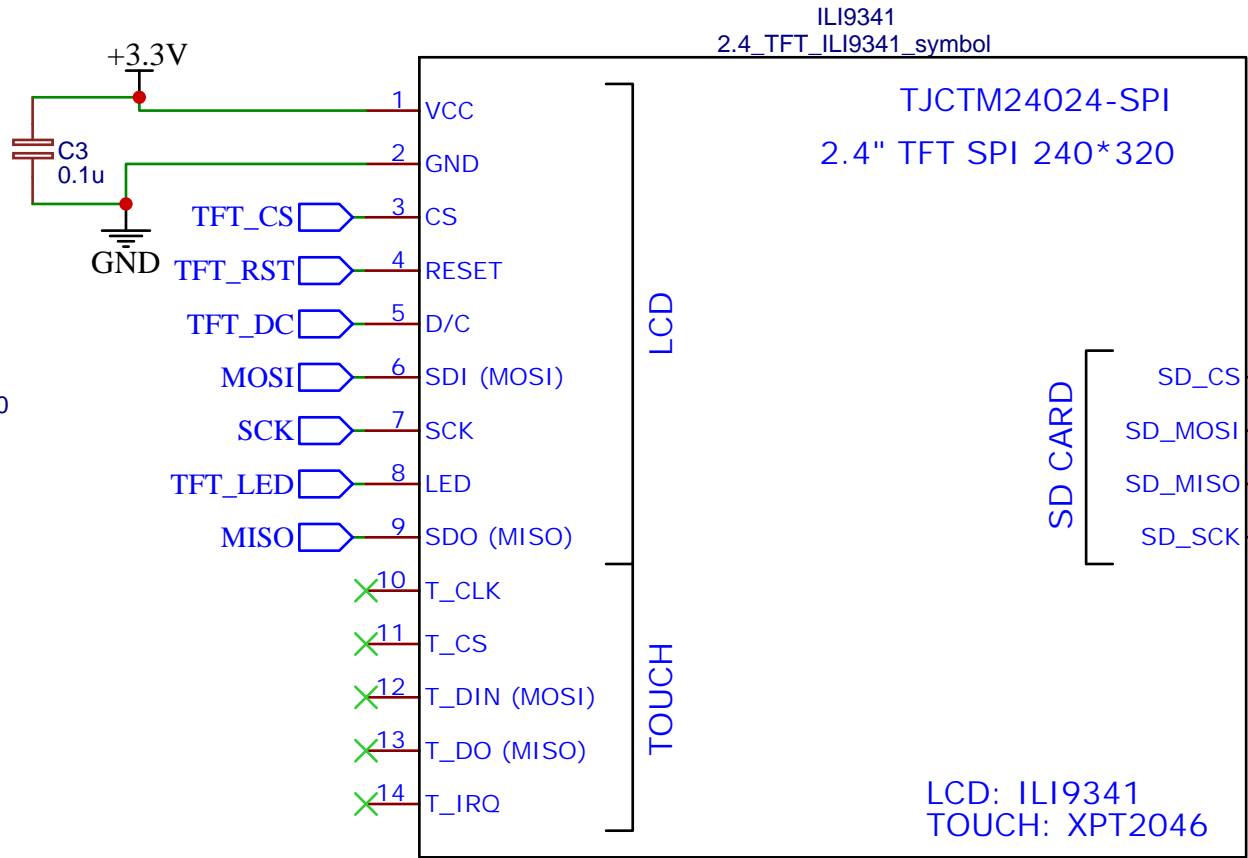 ILI9341
2.4_TFT_ILI9341_symbol
+3.3V
TJCTM24024-SPI
2.4" TFT SPI 240*320
1 VCC
C3
0.1u
2 GND
GND
TFT_CS 3 CS
TFT_RST 4 RESET
TFT_DC 5 D/C
MOSI 6 SDI (MOSI)
SCK 7 SCK
TFT_LED 8 LED
MISO 9 SDO (MISO)
LCD
0
SD CARD
SD_CS
SD_MOSI
SD_MISO
SD_SCK
10 T_CLK
11 T_CS
12 T_DIN (MOSI)
13 T_DO (MISO)
14 T_IRQ
TOUCH
LCD: ILI9341
TOUCH: XPT2046